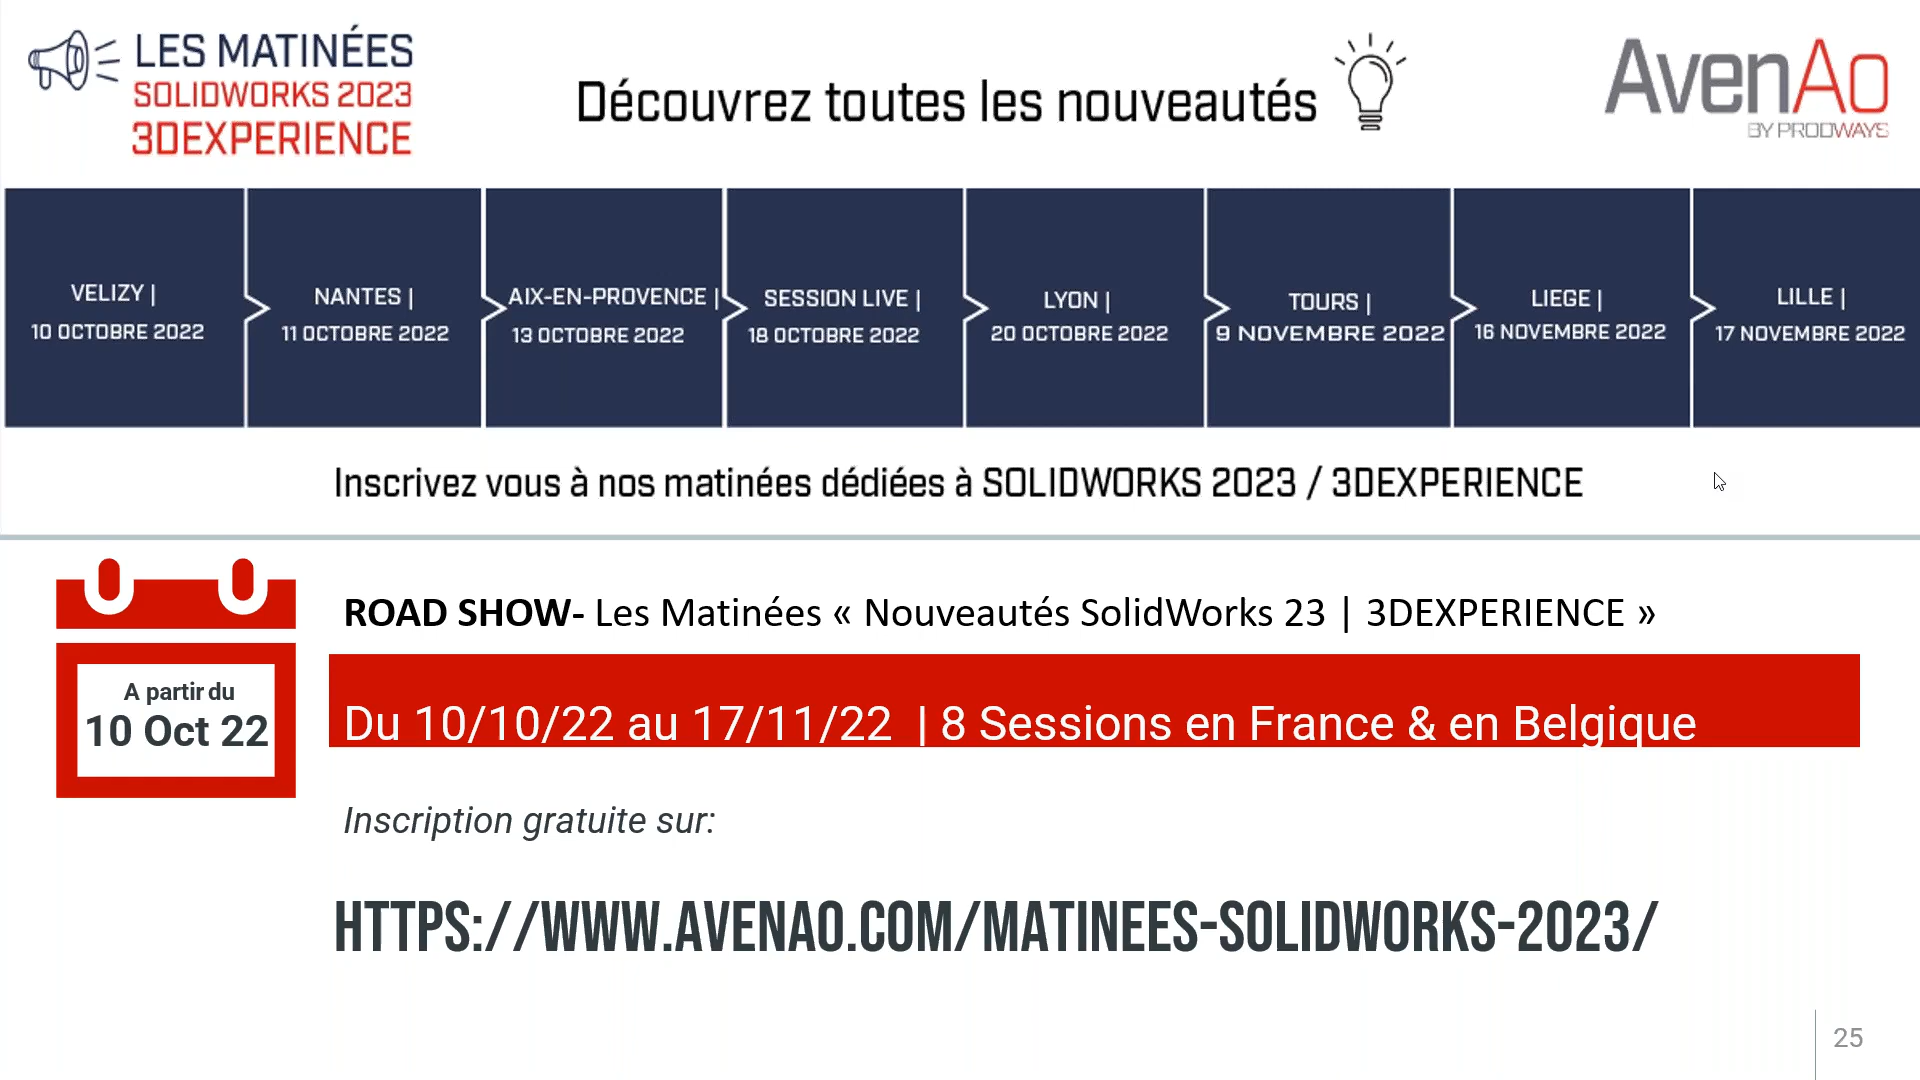 LES MATINÉES
SOLIDWORKS 2023
3DEXPERIENCE
Découvrez toutes les nouveautés
AvenAo
BY PRODWAYS
VELIZY |
10 OCTOBRE 2022
NANTES |
11 OCTOBRE 2022
AIX-EN-PROVENCE |
13 OCTOBRE 2022
SESSION LIVE |
18 OCTOBRE 2022
LYON |
20 OCTOBRE 2022
TOURS |
9 NOVEMBRE 2022
LIEGE |
16 NOVEMBRE 2022
LILLE |
17 NOVEMBRE 2022
Inscrivez vous à nos matinées dédiées à SOLIDWORKS 2023 / 3DEXPERIENCE
A partir du
10 Oct 22
ROAD SHOW- Les Matinées « Nouveautés SolidWorks 23 | 3DEXPERIENCE »
Du 10/10/22 au 17/11/22 | 8 Sessions en France & en Belgique
Inscription gratuite sur:
HTTPS://WWW.AVENAO.COM/MATINEES-SOLIDWORKS-2023/
25